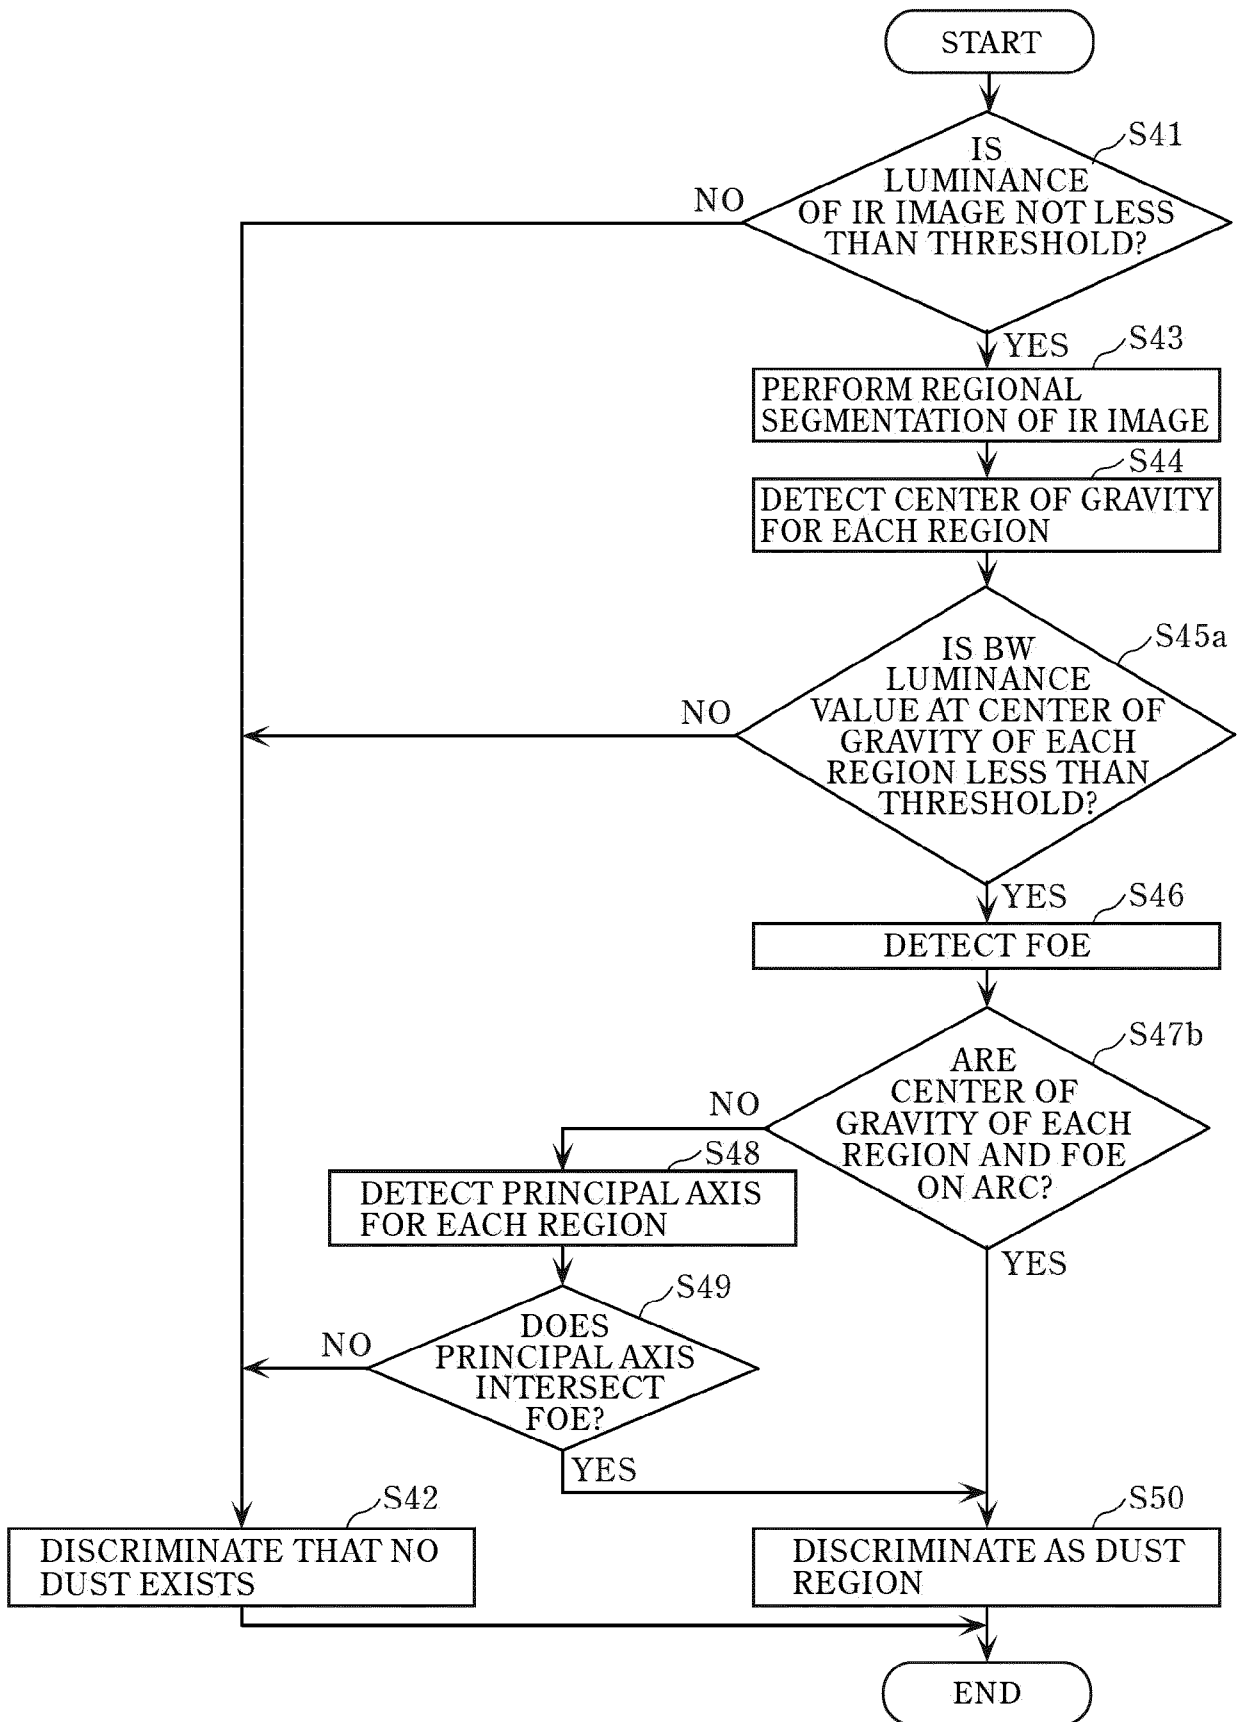 START
S41
IS
LUMINANCE
OF IR IMAGE NOT LESS
THAN THRESHOLD?
NO
YES
S43
PERFORM REGIONAL
SEGMENTATION OF IR IMAGE
S44
DETECT CENTER OF GRAVITY
FOR EACH REGION
S45a
IS BW
LUMINANCE
VALUE AT CENTER OF
GRAVITY OF EACH
REGION LESS THAN
THRESHOLD?
NO
YES
S46
DETECT FOE
S47b
ARE
CENTER OF
GRAVITY OF EACH
REGION AND FOE
ON ARC?
NO
YES
S48
DETECT PRINCIPAL AXIS
FOR EACH REGION
S49
DOES
PRINCIPAL AXIS
INTERSECT
FOE?
NO
YES
S42
DISCRIMINATE THAT NO
DUST EXISTS
S50
DISCRIMINATE AS DUST
REGION
END